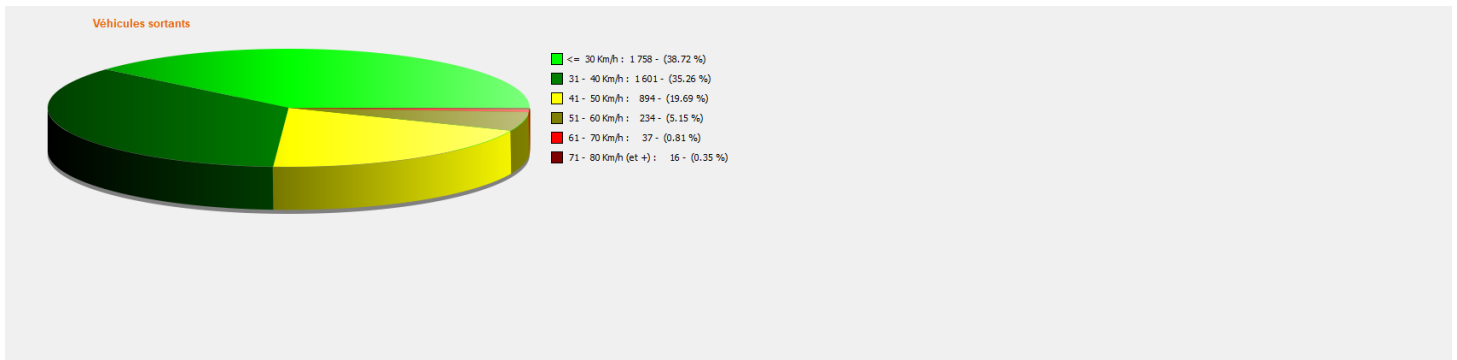 Véhicules sortants
<= 30 Km/h : 1 758 - (38.72 %)
31 - 40 Km/h : 1 601 - (35.26 %)
41 - 50 Km/h : 894 - (19.69 %)
51 - 60 Km/h : 234 - (5.15 %)
61 - 70 Km/h : 37 - (0.81 %)
71 - 80 Km/h (et +) : 16 - (0.35 %)